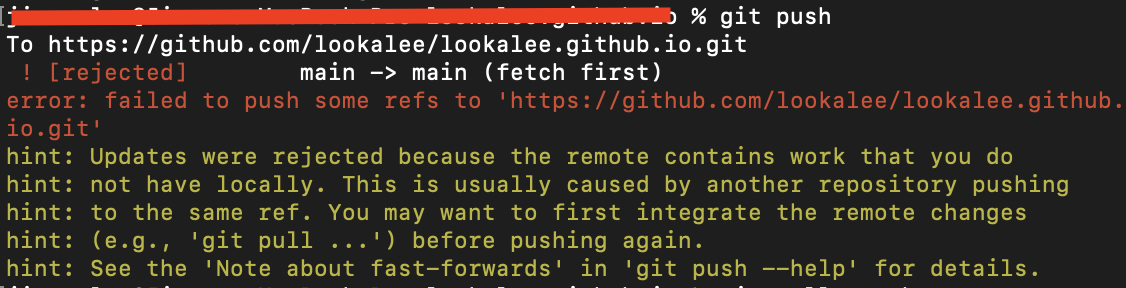 % git push
To https://github.com/lookalee/lookalee.github.io.git
! [rejected]        main -> main (fetch first)
error: failed to push some refs to 'https://github.com/lookalee/lookalee.github.
io.git'
hint: Updates were rejected because the remote contains work that you do
hint: not have locally. This is usually caused by another repository pushing
hint: to the same ref. You may want to first integrate the remote changes
hint: (e.g., 'git pull ...') before pushing again.
hint: See the 'Note about fast-forwards' in 'git push --help' for details.